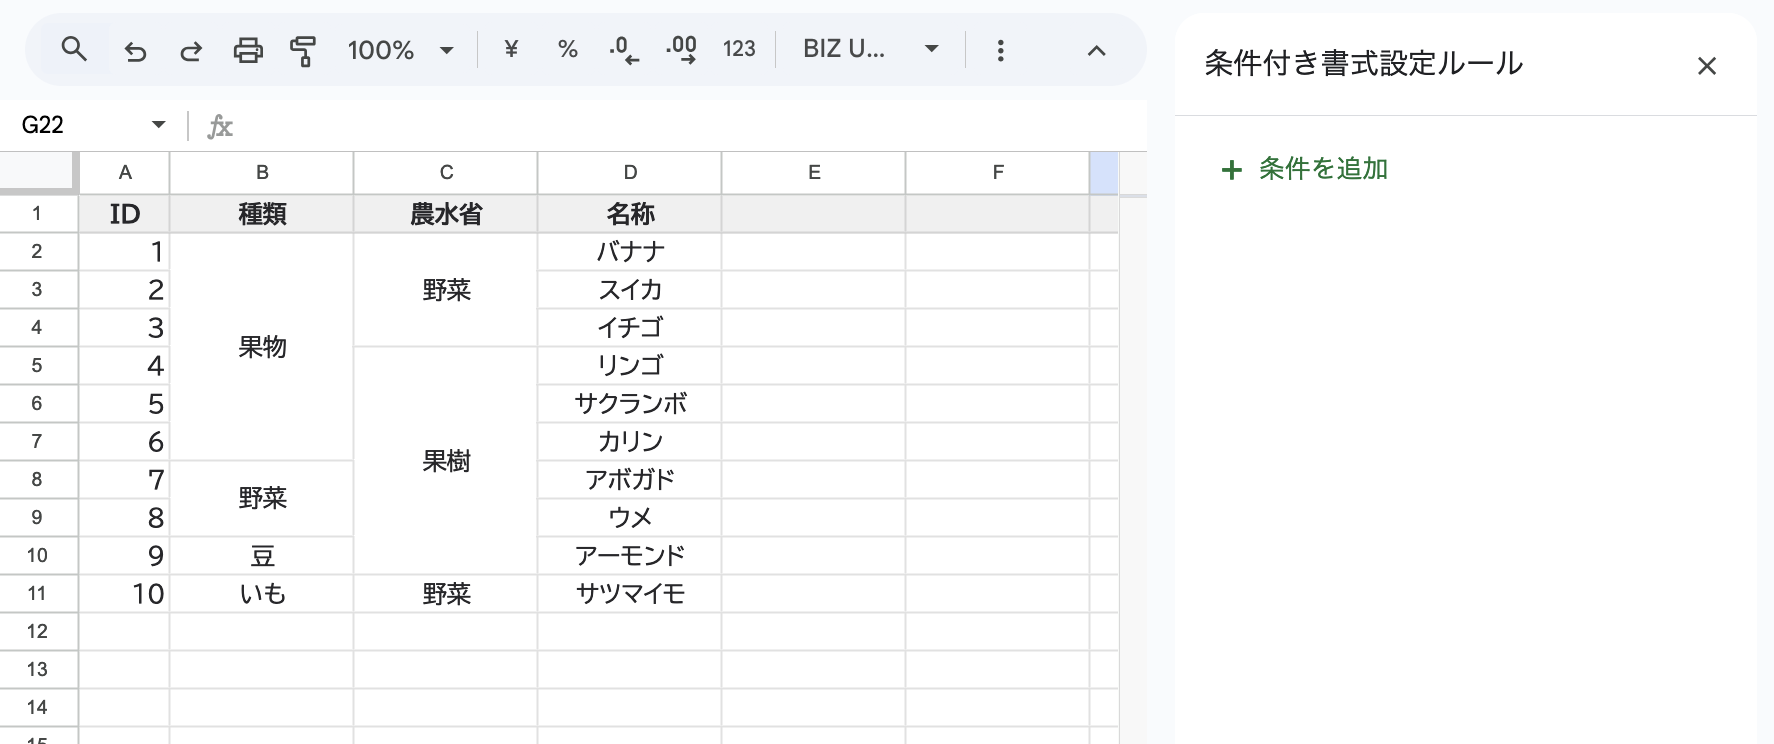 100% ¥ % .0 .00 123 BIZ U...
条件付き書式設定ルール
G22 fx
条件を追加
A B C D E F
1 ID 種類 農水省 名称
2 1 バナナ
3 2 野菜 スイカ
4 3 イチゴ
果物
5 4 リンゴ
6 5 サクランボ
7 6 カリン
果樹
8 7 アボガド
野菜
9 8 ウメ
10 9 豆 アーモンド
11 10 いも 野菜 サツマイモ
12
13
14
15